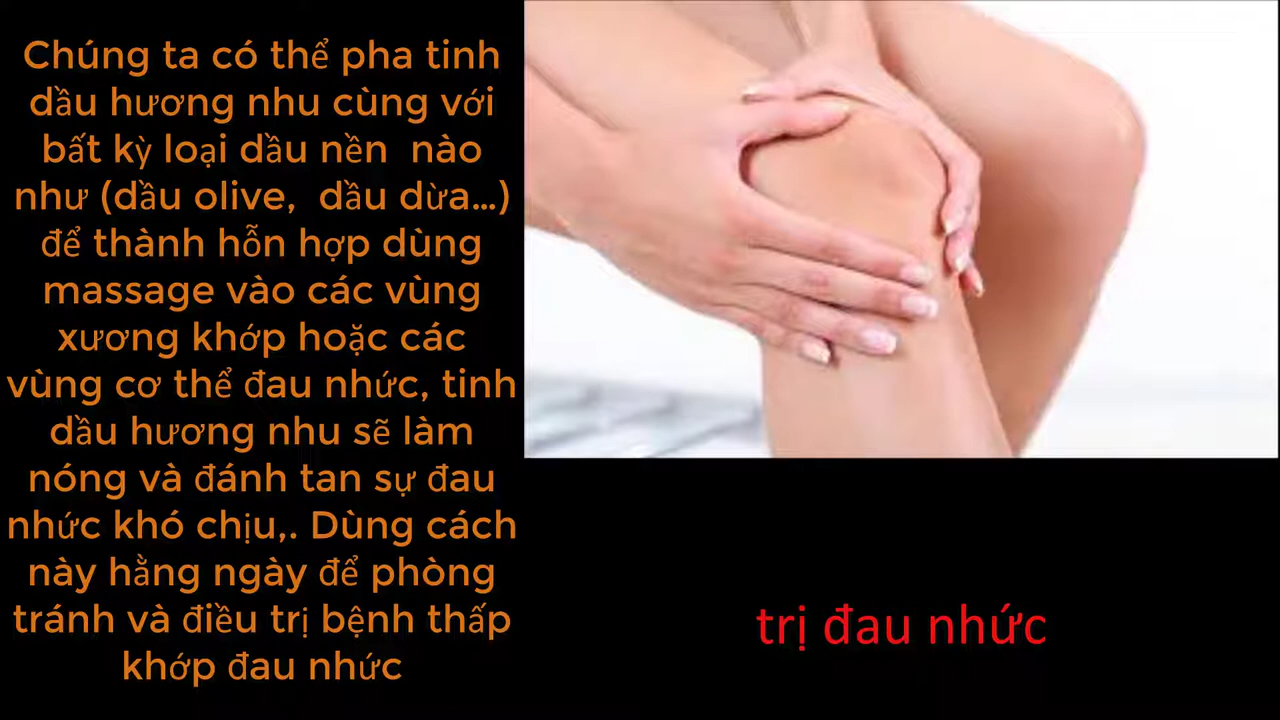 Chúng ta có thể pha tinh
dầu hương nhu cùng với
bất kỳ loại dầu nền nào
như (dầu olive, dầu dừa...)
để thành hỗn hợp dùng
massage vào các vùng
xương khớp hoặc các
vùng cơ thể đau nhức, tinh
dầu hương nhu sẽ làm
nóng và đánh tan sự đau
nhức khó chịu,. Dùng cách
này hằng ngày để phòng
tránh và điều trị bệnh thấp
khớp đau nhức
trị đau nhức